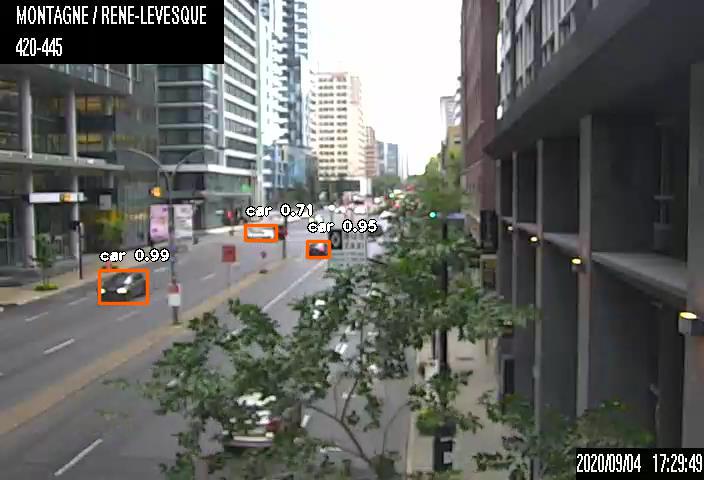 MONTAGNE / RENE-LEVESQUE
420-445
car 0.71
car 0.95
car 0.99
2020/09/04 17:29:49